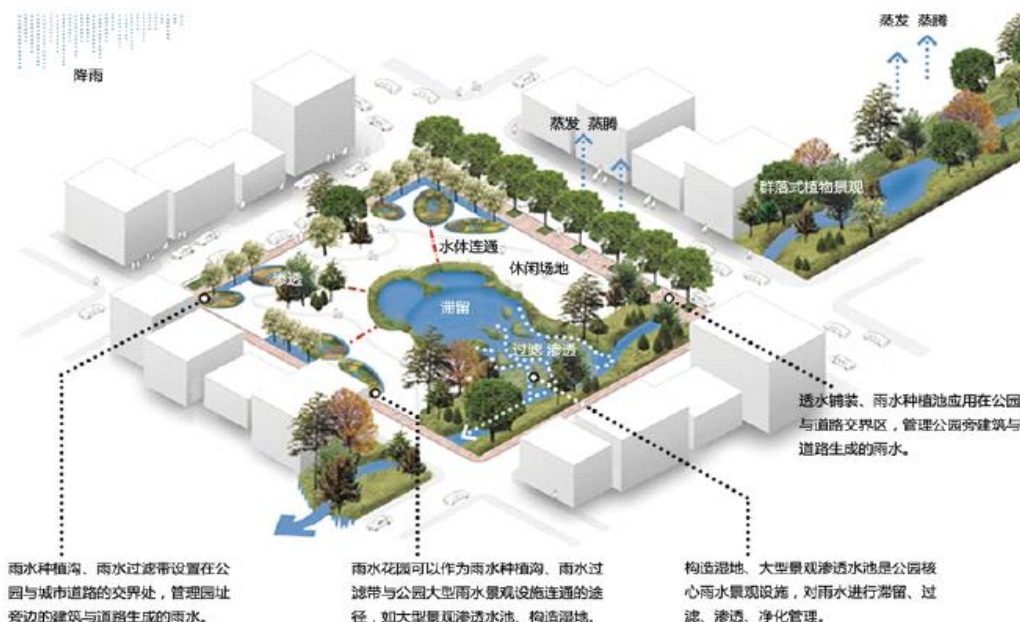 降雨
蒸发 蒸腾
蒸发 蒸腾
群落式植物景观
水体连通
休闲场地
渗透
滞留
过滤 渗透
透水铺装、雨水种植池应用在公园
与道路交界区，管理公园旁建筑与
道路生成的雨水。
雨水种植沟、雨水过滤带设置在公
园与城市道路的交界处，管理园址
旁边的建筑与道路生成的雨水。
雨水花园可以作为雨水种植沟、雨水过
滤带与公园大型雨水景观设施连通的途
径，如大型景观渗透水池、构造湿地。
构造湿地、大型景观渗透水池是公园核
心雨水景观设施，对雨水进行滞留、过
滤、渗透、净化管理。